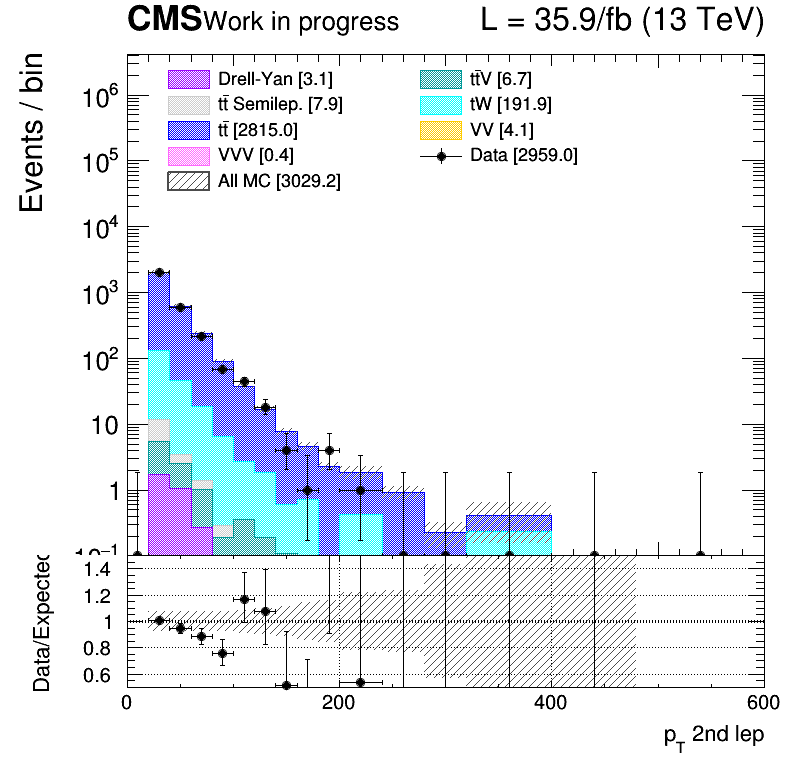 CMS Work in progress L = 35.9/fb (13 TeV)
Events / bin
Drell-Yan [3.1]
tt̄ Semilep. [7.9]
tt̄ [2815.0]
VVV [0.4]
All MC [3029.2]
tt̄V [6.7]
tW [191.9]
VV [4.1]
Data [2959.0]
10⁶
10⁵
10⁴
10³
10²
10
1
10⁻¹
Data/Expected
1.4
1.2
1
0.8
0.6
0 200 400 600
p_T 2nd lep